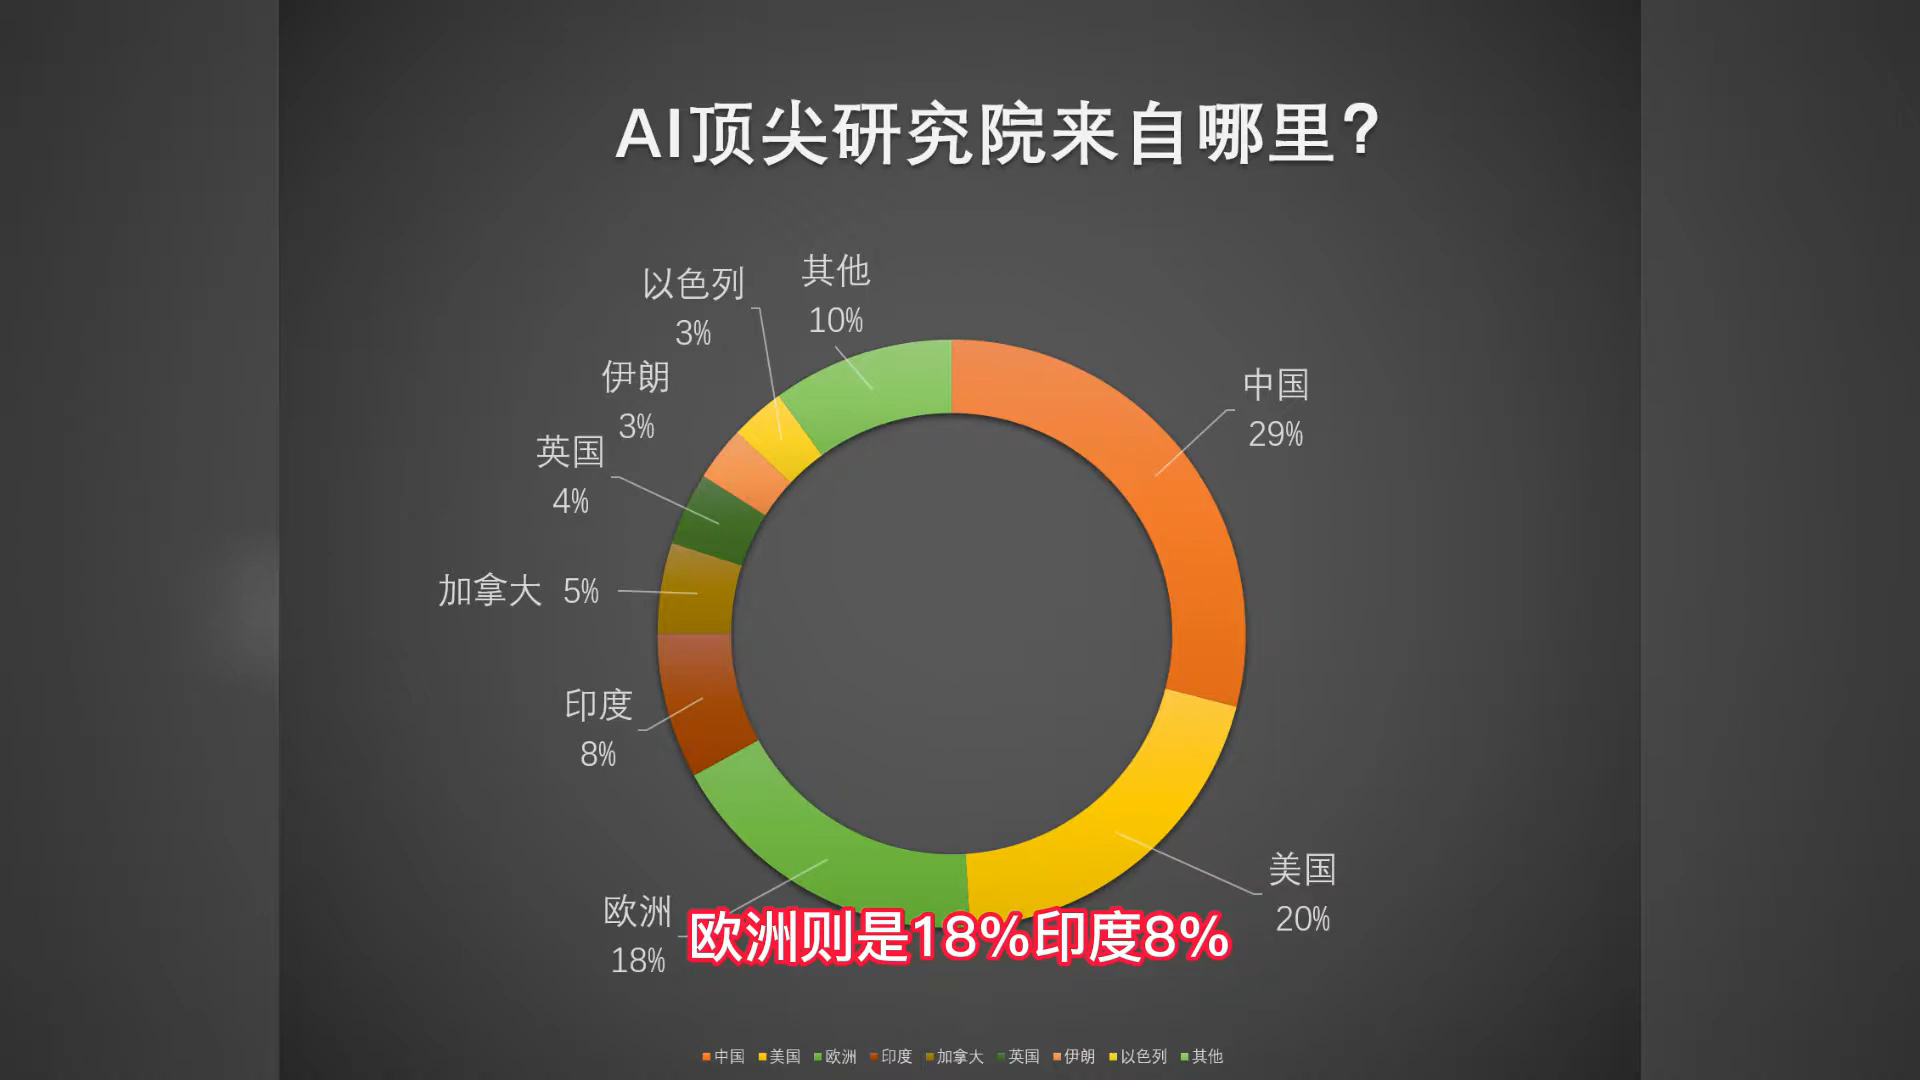 AI顶尖研究院来自哪里?
其他
10%
以色列
3%
伊朗
3%
中国
29%
英国
4%
加拿大 5%
印度
8%
美国
20%
欧洲
18%
欧洲则是18%印度8%
中国 美国 欧洲 印度 加拿大 英国 伊朗 以色列 其他